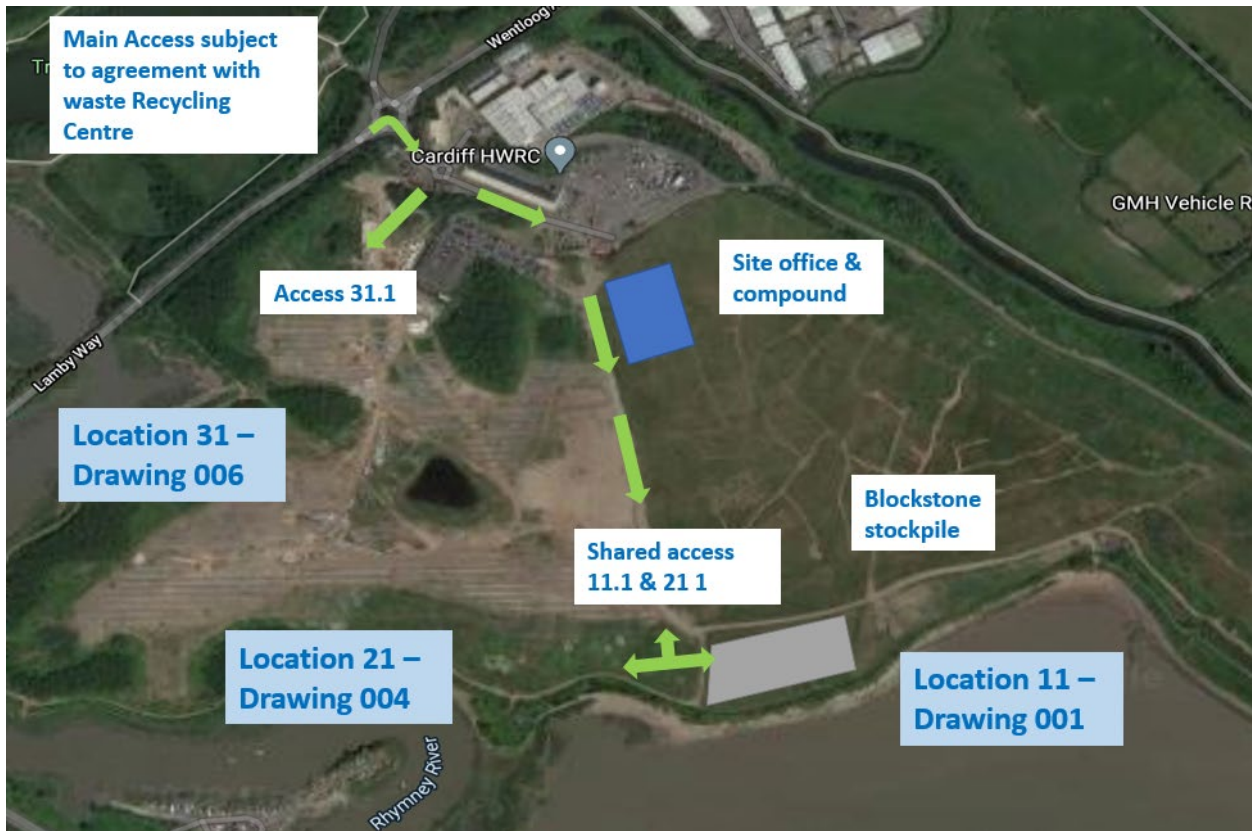 Main Access subject
to agreement with
waste Recycling
Centre
Tr
Wentloog
Cardiff HWRC
GMH Vehicle R
Site office &
compound
Access 31.1
Lamby Way
Location 31 –
Drawing 006
Blockstone
stockpile
Shared access
11.1 & 21 1
Location 21 –
Drawing 004
Location 11 –
Drawing 001
Rhymney River